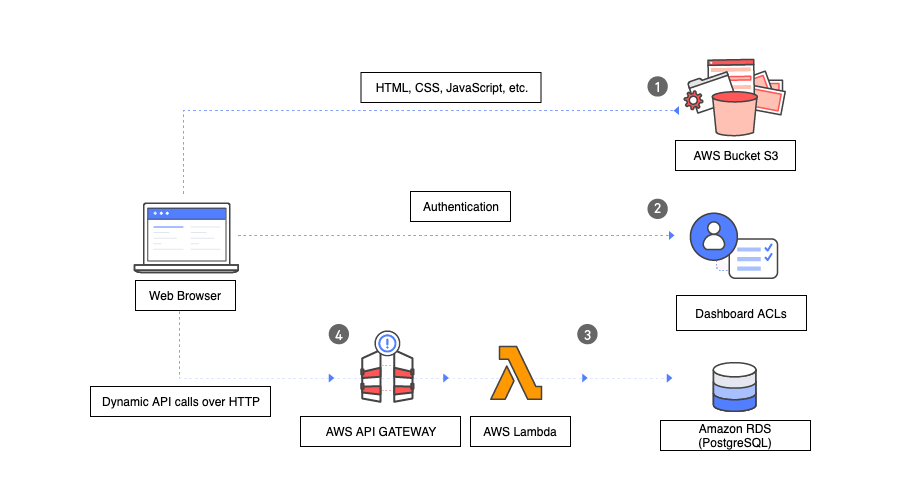 HTML, CSS, JavaScript, etc.
1
AWS Bucket S3
Authentication
2
Web Browser
Dashboard ACLs
4
3
Dynamic API calls over HTTP
AWS API GATEWAY
AWS Lambda
Amazon RDS
(PostgreSQL)